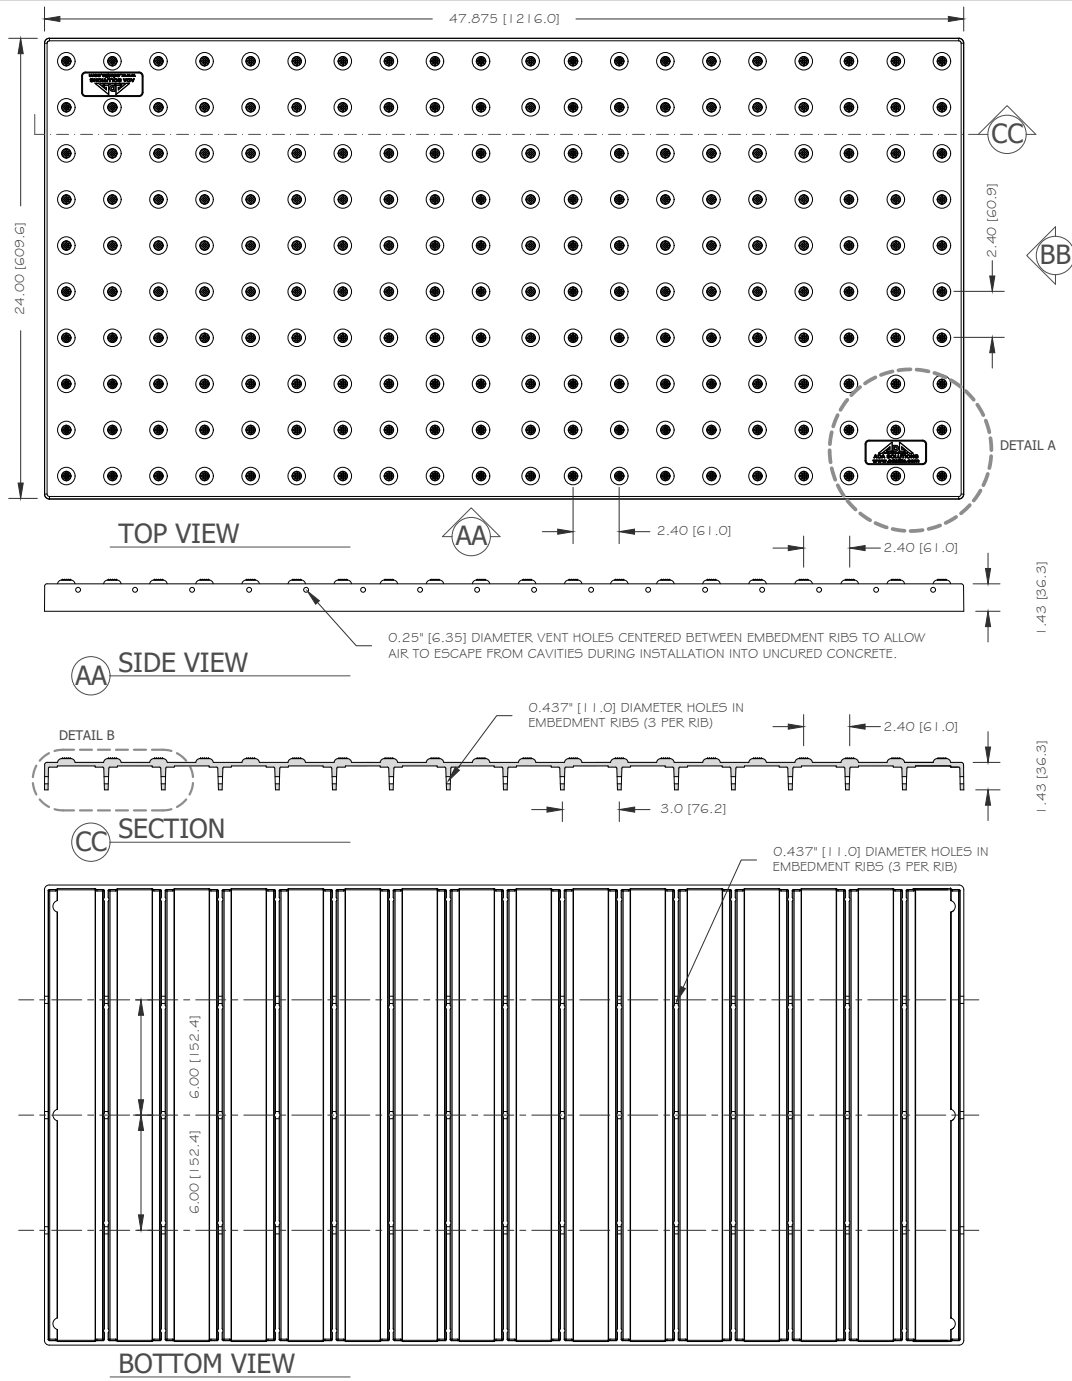 47.875 [1216.0]
CC
24.00 [609.6]
2.40 [60.9]
BB
DETAIL A
ADA SOLUTIONS
TOP VIEW
AA
2.40 [61.0]
2.40 [61.0]
1.43 [36.3]
0.25" [6.35] DIAMETER VENT HOLES CENTERED BETWEEN EMBEDMENT RIBS TO ALLOW
AIR TO ESCAPE FROM CAVITIES DURING INSTALLATION INTO UNCURED CONCRETE.
AA SIDE VIEW
0.437" [11.0] DIAMETER HOLES IN
EMBEDMENT RIBS (3 PER RIB)
2.40 [61.0]
DETAIL B
1.43 [36.3]
3.0 [76.2]
CC SECTION
0.437" [11.0] DIAMETER HOLES IN
EMBEDMENT RIBS (3 PER RIB)
6.00 [152.4]
6.00 [152.4]
BOTTOM VIEW